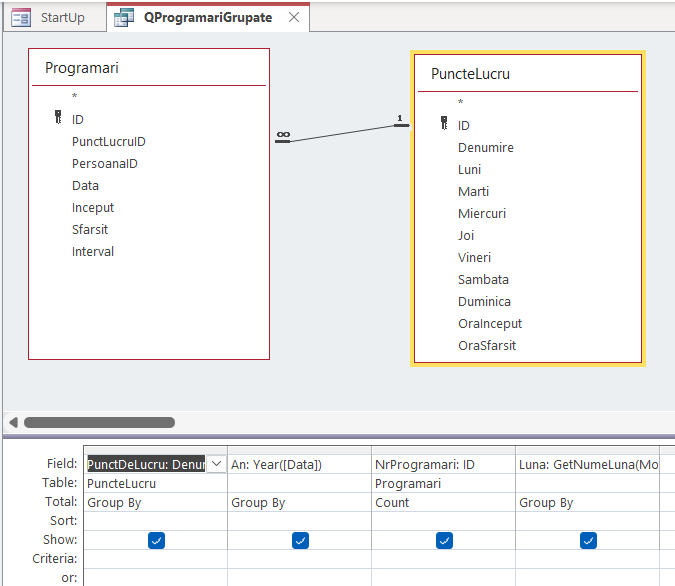 StartUp QProgramariGrupate
Programari
*
ID
PunctLucruID
PersoanaID
Data
Inceput
Sfarsit
Interval
∞ 1
PuncteLucru
*
ID
Denumire
Luni
Marti
Miercuri
Joi
Vineri
Sambata
Duminica
OraInceput
OraSfarsit
Field: PunctDeLucru: Denur An: Year([Data]) NrProgramari: ID Luna: GetNumeLuna(Mo
Table: PuncteLucru Programari
Total: Group By Group By Count Group By
Sort:
Show:
Criteria:
or: